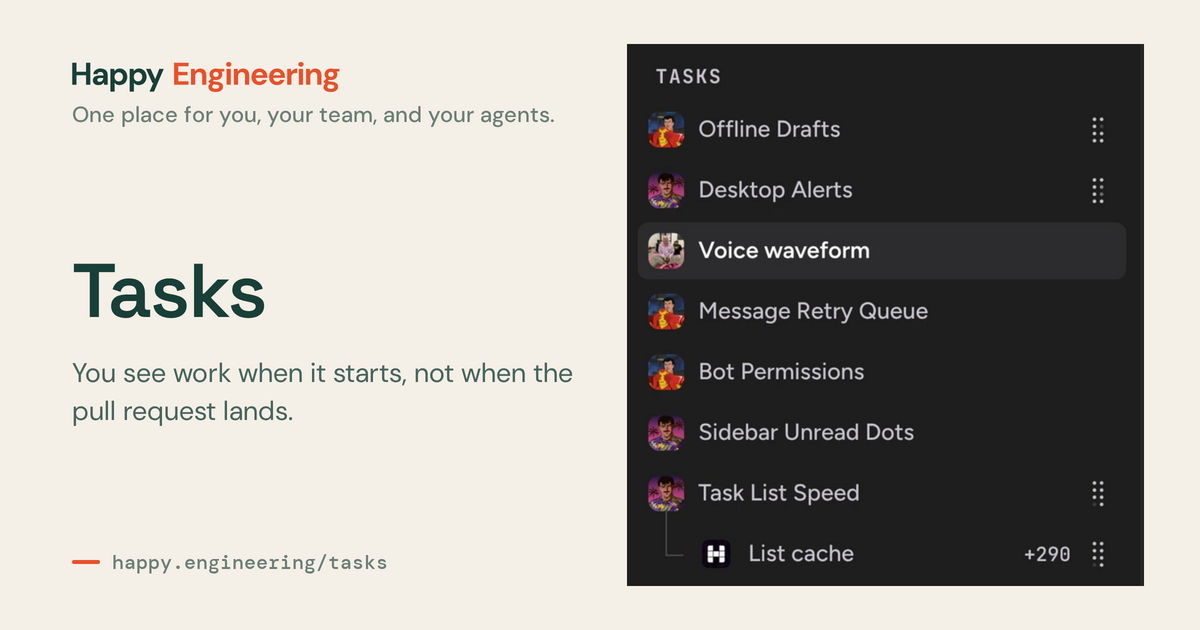 Happy Engineering
One place for you, your team, and your agents.
Tasks
You see work when it starts, not when the
pull request lands.
happy.engineering/tasks
TASKS
Offline Drafts
Desktop Alerts
Voice waveform
Message Retry Queue
Bot Permissions
Sidebar Unread Dots
Task List Speed
List cache +290